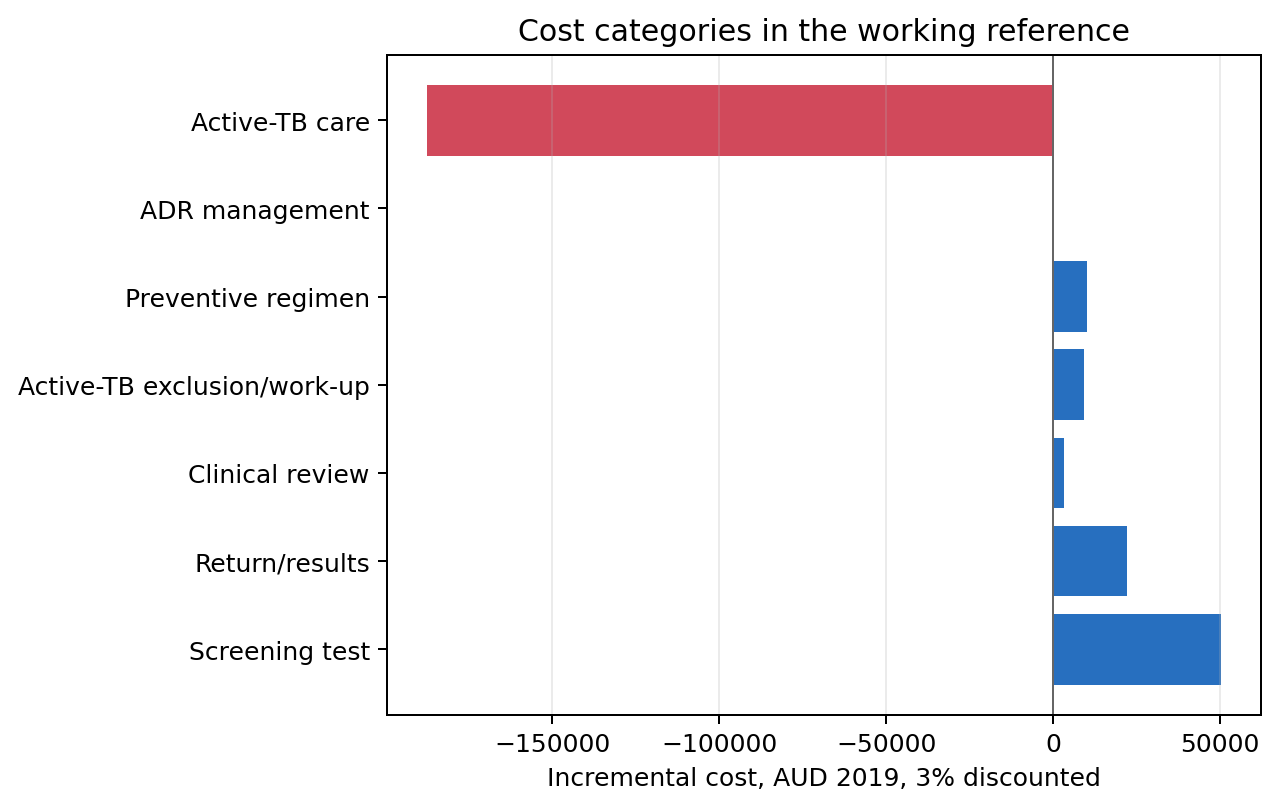 Cost categories in the working reference
Active-TB care
ADR management
Preventive regimen
Active-TB exclusion/work-up
Clinical review
Return/results
Screening test
−150000 −100000 −50000 0 50000
Incremental cost, AUD 2019, 3% discounted